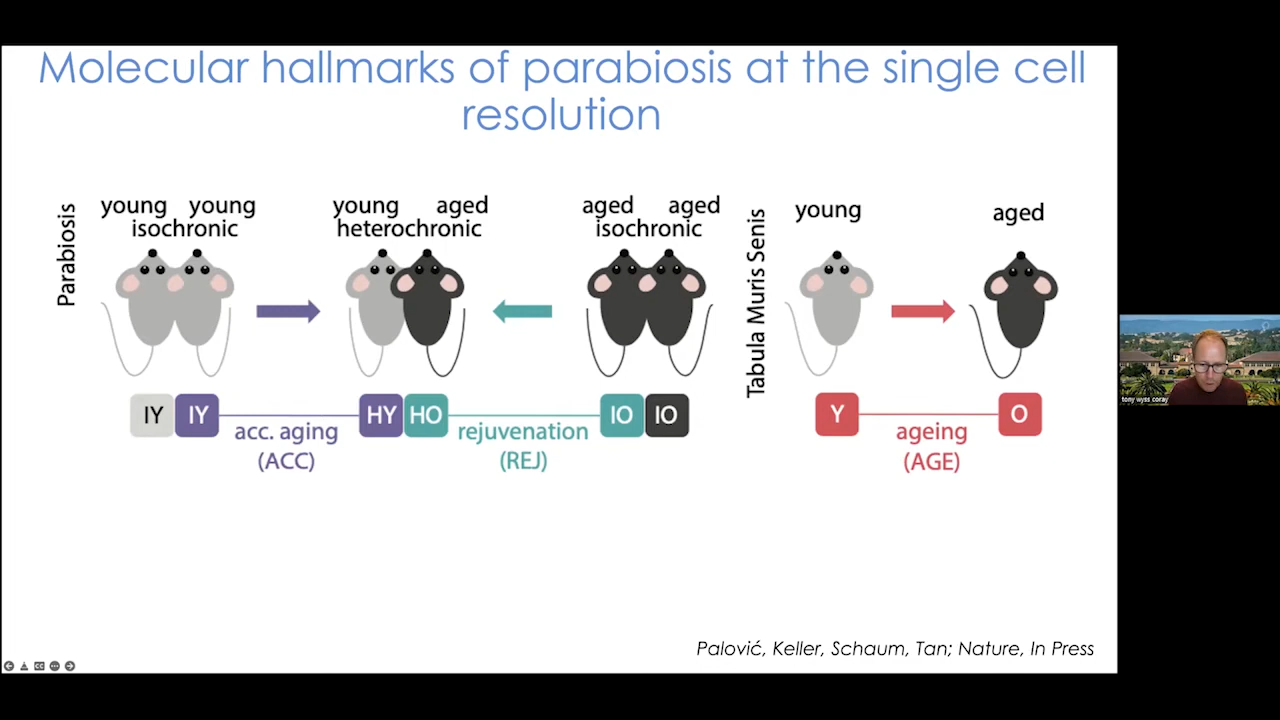 Molecular hallmarks of parabiosis at the single cell
resolution
Parabiosis
young young
isochronic
young aged
heterochronic
aged aged
isochronic
IY IY
acc. aging
(ACC)
HY HO
rejuvenation
(REJ)
IO IO
Tabula Muris Senis
young
aged
Y
ageing
(AGE)
O
Palović, Keller, Schaum, Tan; Nature, In Press
tony wyss coray